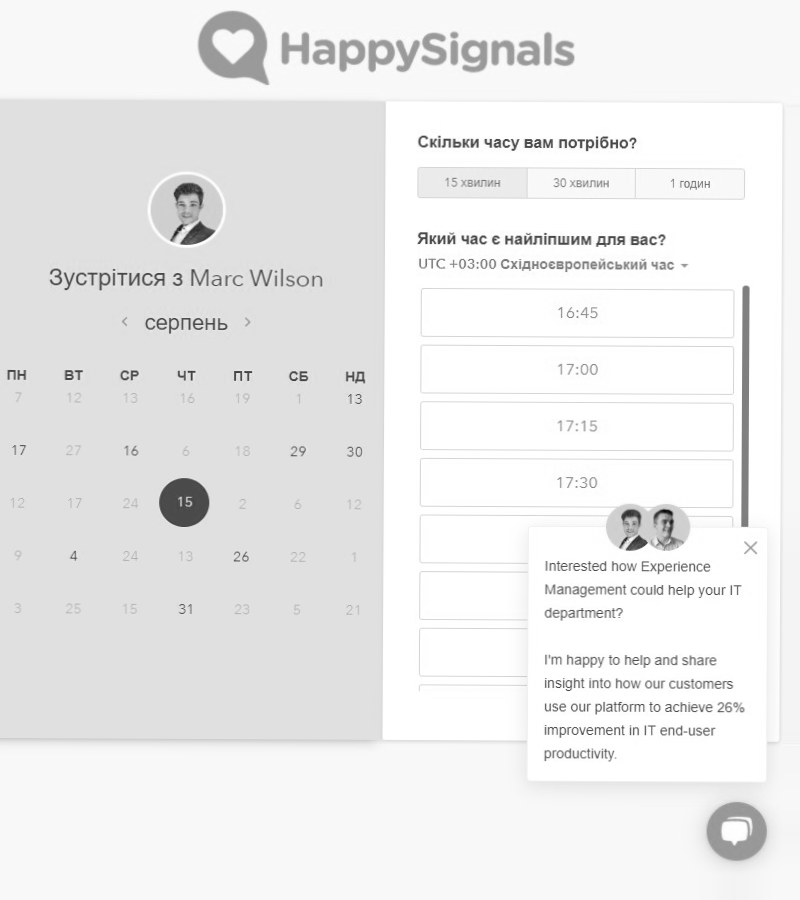 HappySignals
Зустрітися з Marc Wilson
серпень
ПН ВТ СР ЧТ ПТ СБ НД
7 12 13 16 19 1 13
17 27 16 6 18 29 30
12 17 24 15 2 6 12
9 4 24 13 26 22 1
3 25 15 31 23 5 21
Скільки часу вам потрібно?
15 хвилин 30 хвилин 1 годин
Який час є найліпшим для вас?
UTC +03:00 Східноєвропейський час
16:45
17:00
17:15
17:30
Interested how Experience
Management could help your IT
department?
I'm happy to help and share
insight into how our customers
use our platform to achieve 26%
improvement in IT end-user
productivity.